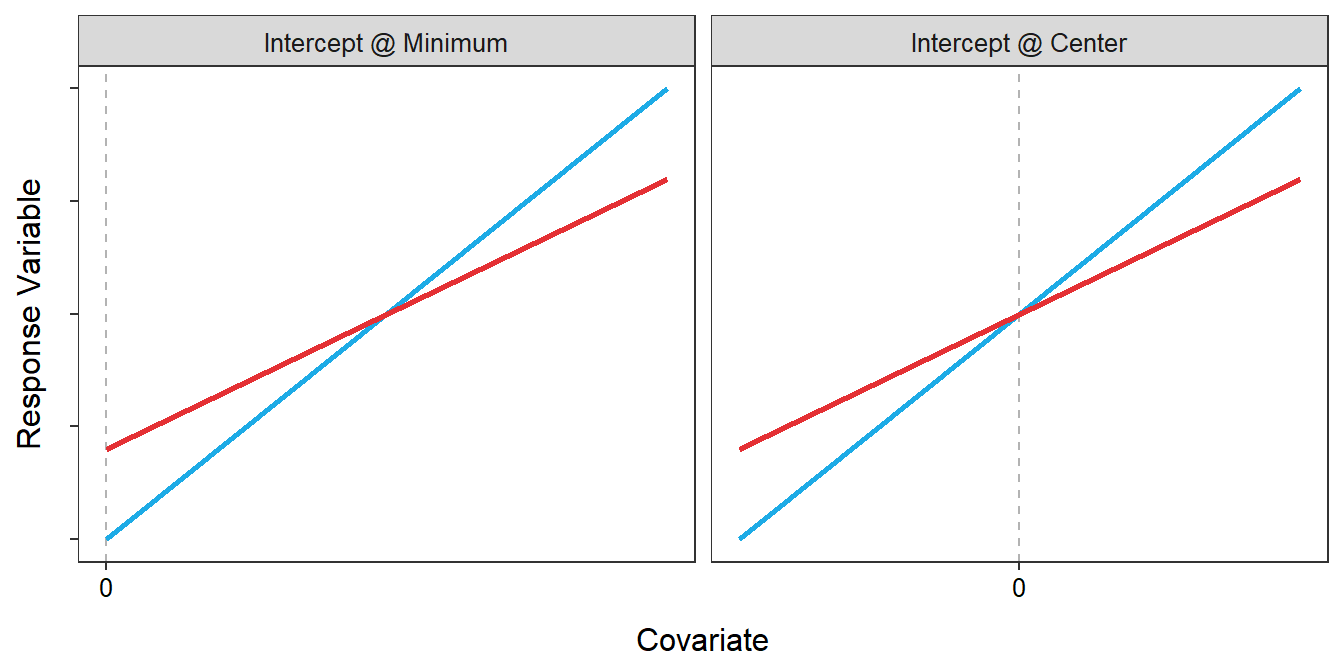 Intercept @ Minimum
Intercept @ Center
Response Variable
0
0
Covariate